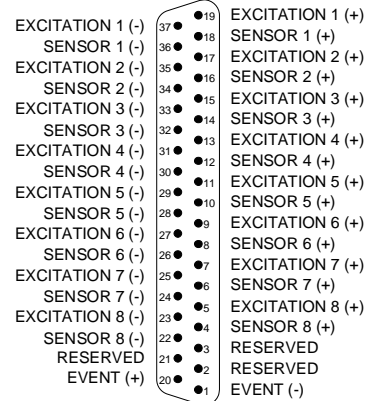 19 EXCITATION 1 (+)
EXCITATION 1 (-) 37
18 SENSOR 1 (+)
SENSOR 1 (-) 36
17 EXCITATION 2 (+)
EXCITATION 2 (-) 35
16 SENSOR 2 (+)
SENSOR 2 (-) 34
15 EXCITATION 3 (+)
EXCITATION 3 (-) 33
14 SENSOR 3 (+)
SENSOR 3 (-) 32
13 EXCITATION 4 (+)
EXCITATION 4 (-) 31
12 SENSOR 4 (+)
SENSOR 4 (-) 30
11 EXCITATION 5 (+)
EXCITATION 5 (-) 29
10 SENSOR 5 (+)
SENSOR 5 (-) 28
9 EXCITATION 6 (+)
EXCITATION 6 (-) 27
8 SENSOR 6 (+)
SENSOR 6 (-) 26
7 EXCITATION 7 (+)
EXCITATION 7 (-) 25
6 SENSOR 7 (+)
SENSOR 7 (-) 24
5 EXCITATION 8 (+)
EXCITATION 8 (-) 23
4 SENSOR 8 (+)
SENSOR 8 (-) 22
3 RESERVED
RESERVED 21
2 RESERVED
EVENT (+) 20
1 EVENT (-)